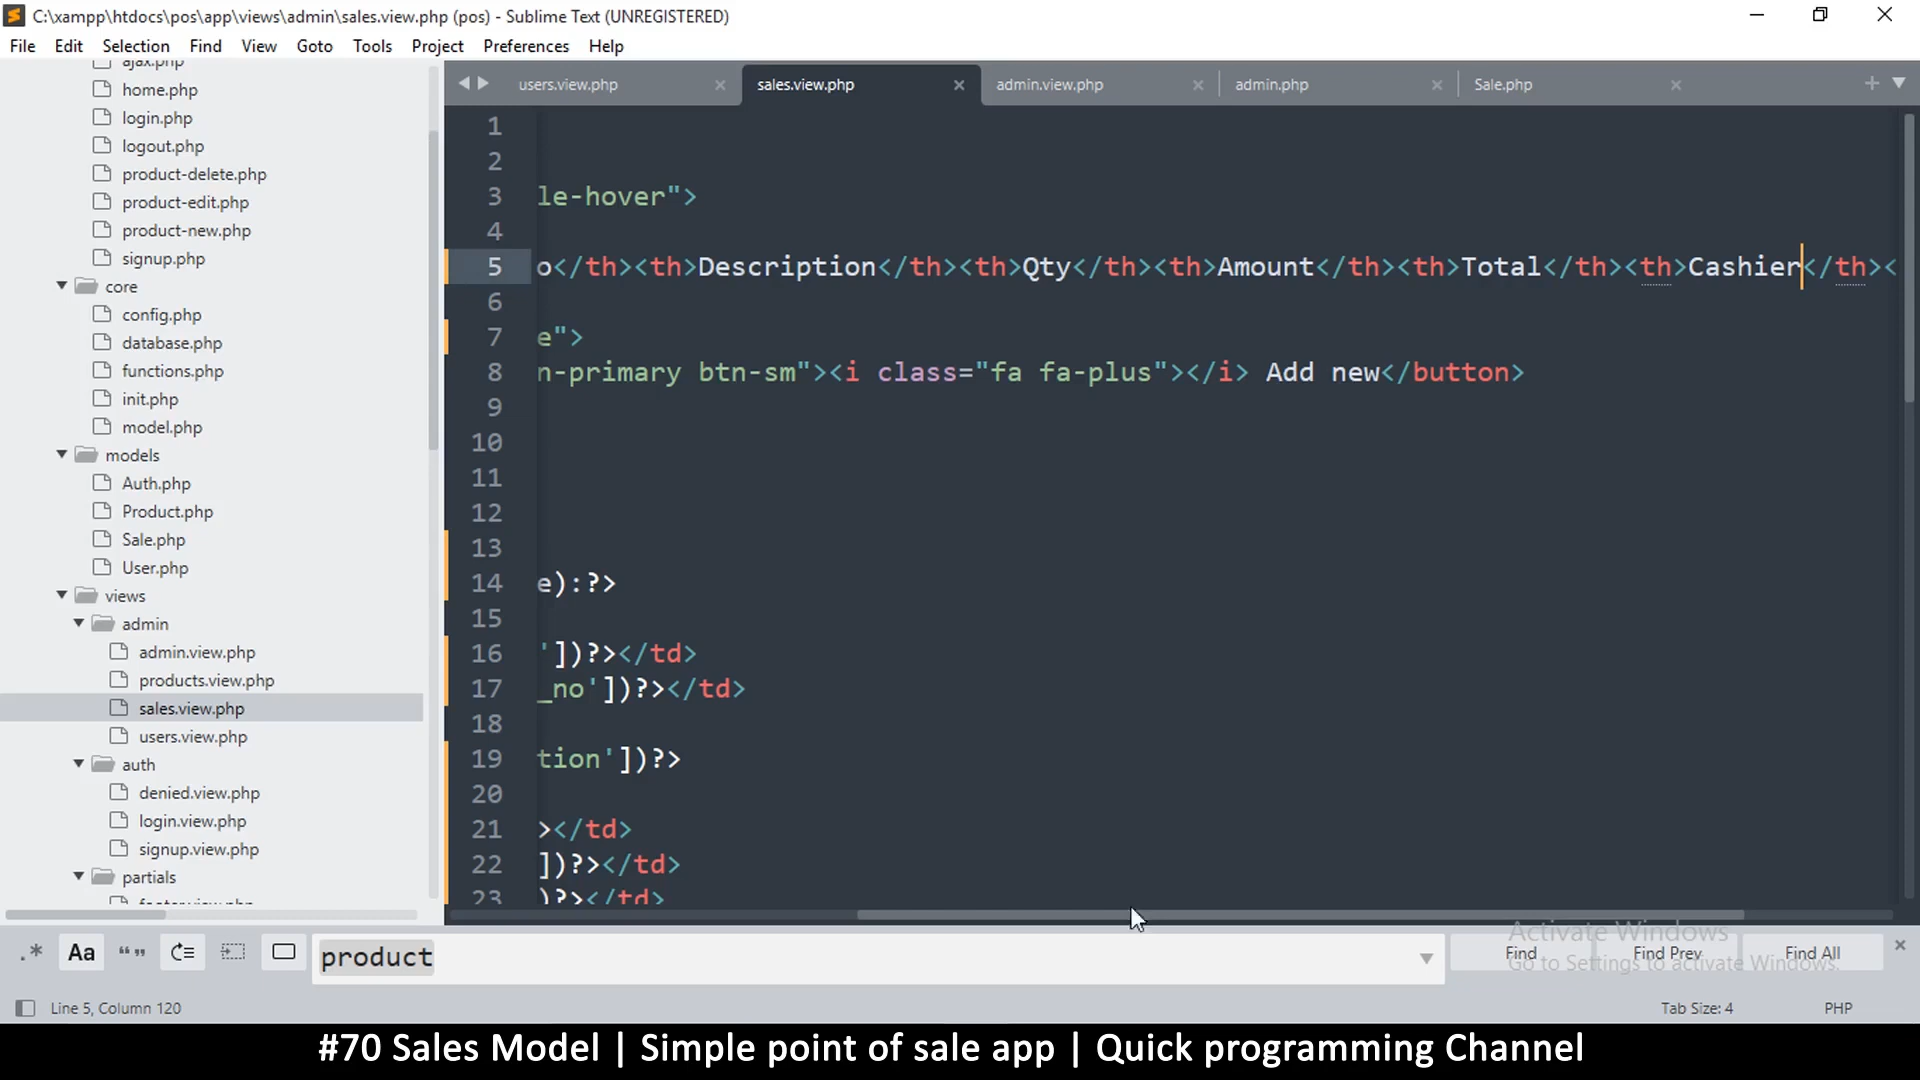 C:\xampp\htdocs\pos\app\views\admin\sales.view.php (pos) - Sublime Text (UNREGISTERED)
File Edit Selection Find View Goto Tools Project Preferences Help
ajax.php
home.php
login.php
logout.php
product-delete.php
product-edit.php
product-new.php
signup.php
core
config.php
database.php
functions.php
init.php
model.php
models
Auth.php
Product.php
Sale.php
User.php
views
admin
admin.view.php
products.view.php
sales.view.php
users.view.php
auth
denied.view.php
login.view.php
signup.view.php
partials
users.view.php sales.view.php admin.view.php admin.php Sale.php
1
2
3 le-hover">
4
5 o</th><th>Description</th><th>Qty</th><th>Amount</th><th>Total</th><th>Cashier</th><
6
7 e">
8 n-primary btn-sm"><i class="fa fa-plus"></i> Add new</button>
9
10
11
12
13
14 e):?>
15
16 '])?></td>
17 _no'])?></td>
18
19 tion'])?>
20
21 ></td>
22 ])?></td>
23 )?></td>
.* Aa “ ” product Find Find Prev Find All
Activate Windows
Go to Settings to activate Windows.
Line 5, Column 120 Tab Size: 4 PHP
#70 Sales Model | Simple point of sale app | Quick programming Channel